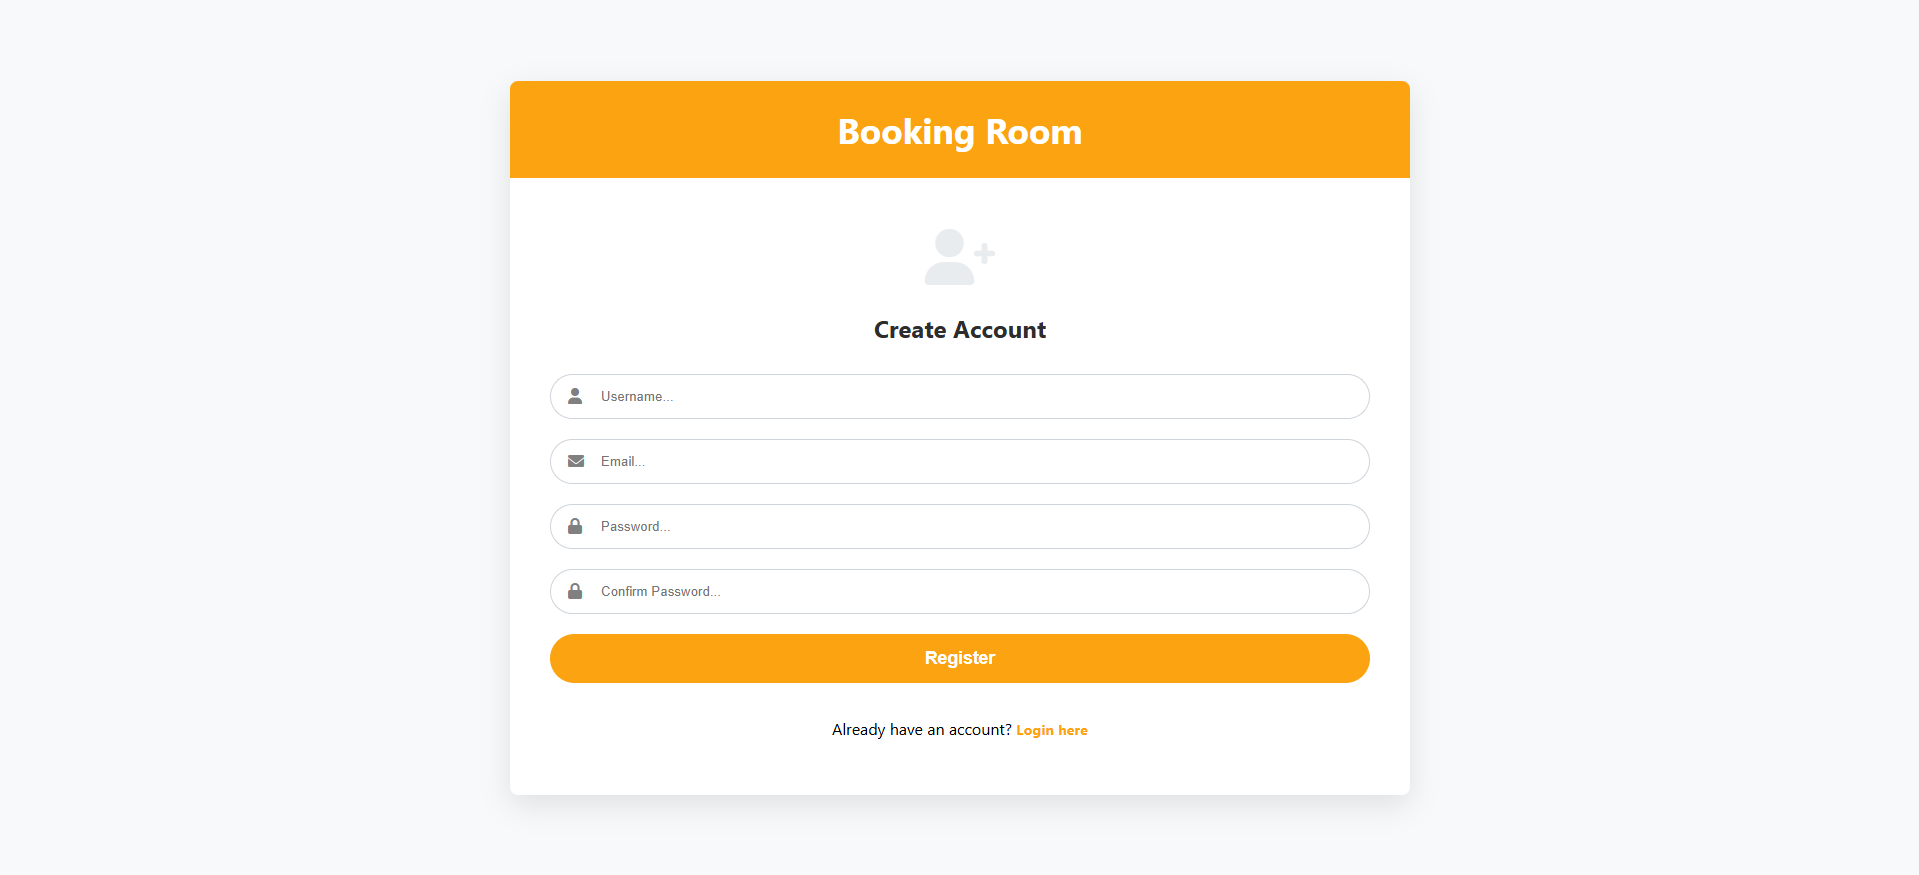 Booking Room
Create Account
Username...
Email...
Password...
Confirm Password...
Register
Already have an account? Login here